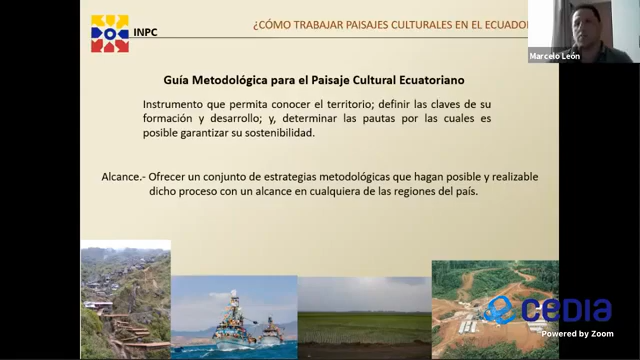 INPC
¿CÓMO TRABAJAR PAISAJES CULTURALES EN EL ECUADOR
Marcelo León
Guía Metodológica para el Paisaje Cultural Ecuatoriano
Instrumento que permita conocer el territorio; definir las claves de su
formación y desarrollo; y, determinar las pautas por las cuales es
posible garantizar su sostenibilidad.
Alcance.- Ofrecer un conjunto de estrategias metodológicas que hagan posible y realizable
dicho proceso con un alcance en cualquiera de las regiones del país.
cedia
Powered by Zoom